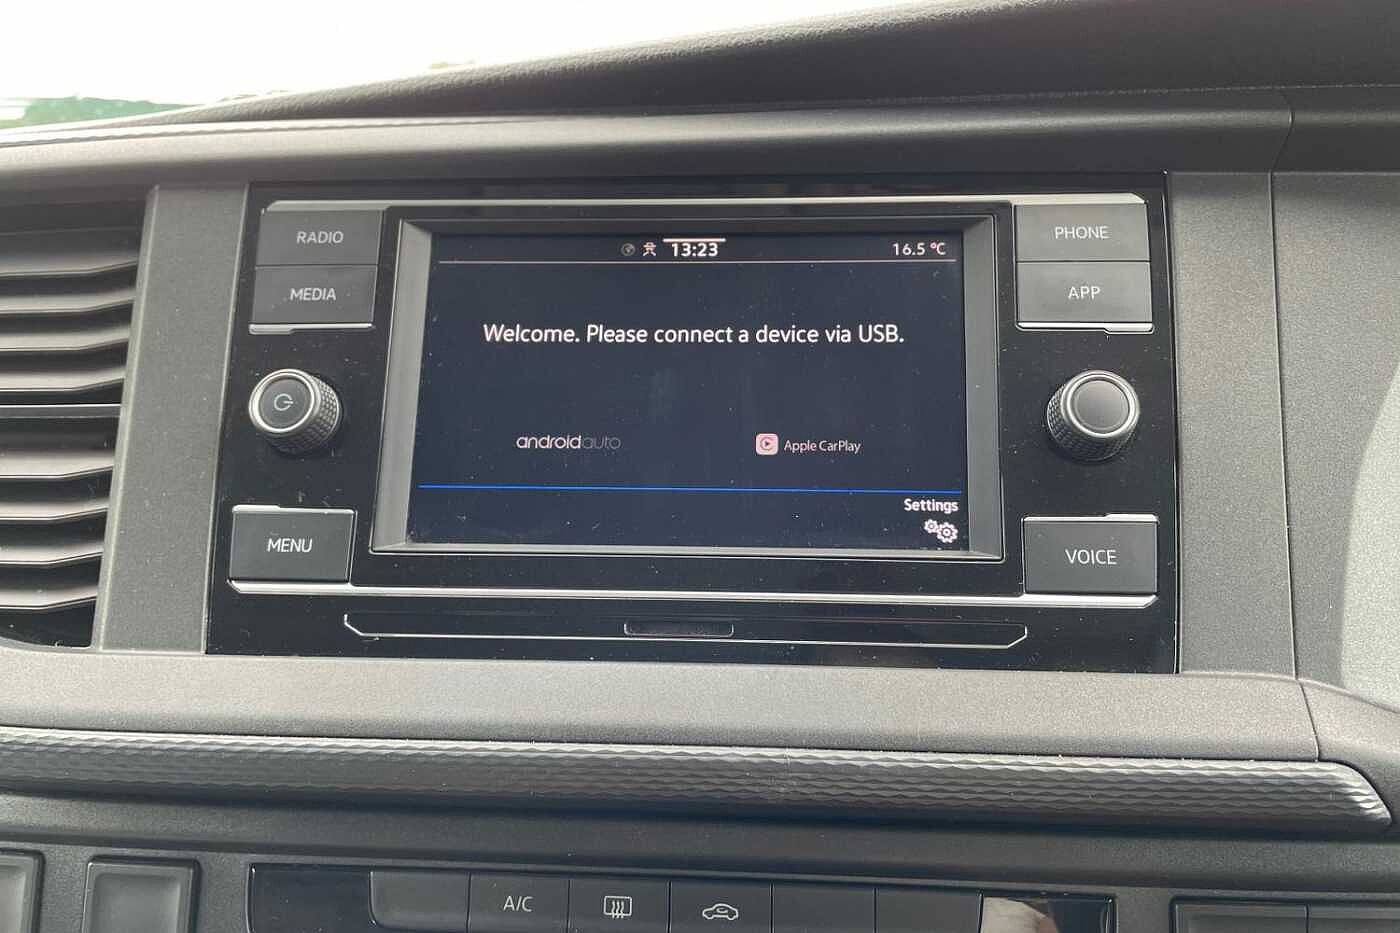 RADIO
MEDIA
13:23
16.5 °C
PHONE
APP
Welcome. Please connect a device via USB.
androidauto
Apple CarPlay
Settings
MENU
VOICE
A/C